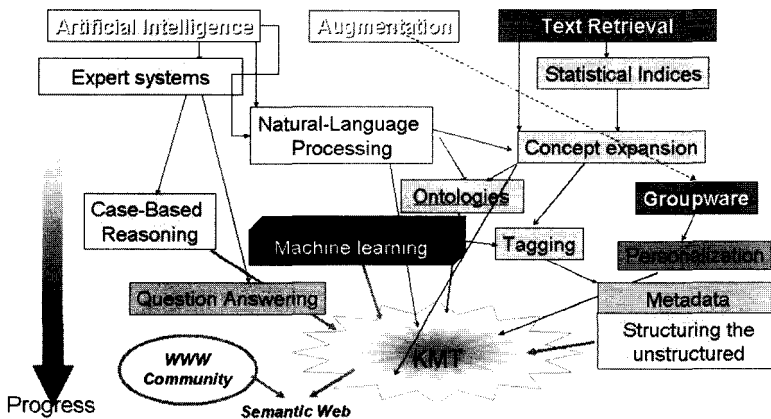 Artificial Intelligence
Augmentation
Text Retrieval
Expert systems
Statistical Indices
Natural-Language
Processing
Concept expansion
Ontologies
Groupware
Case-Based
Reasoning
Machine learning
Tagging
Personalization
Question Answering
Metadata
Structuring the
unstructured
KMT
WWW
Community
Semantic Web
Progress